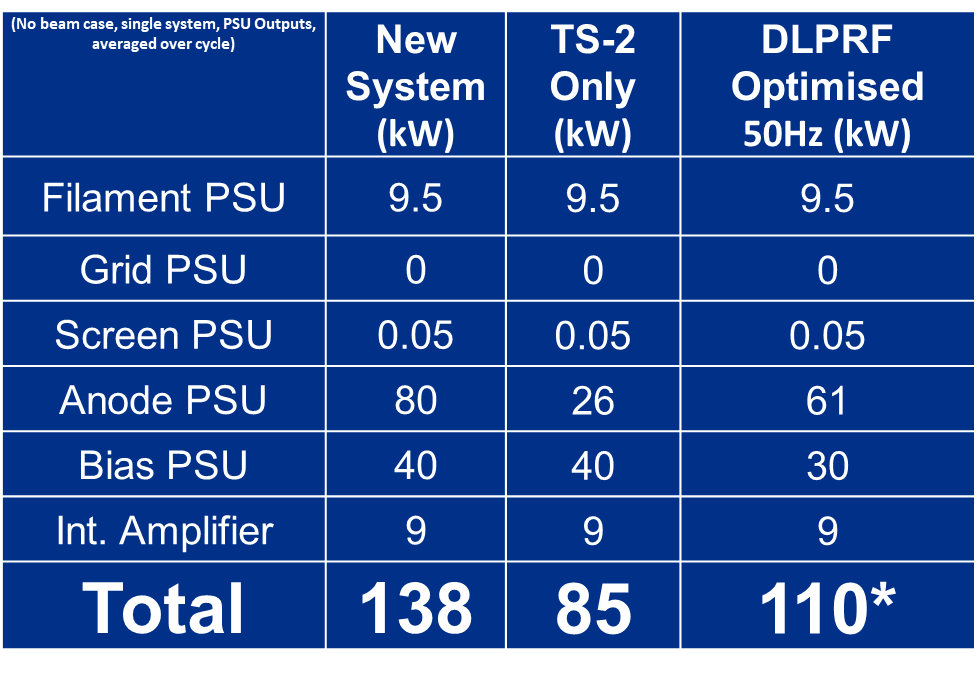 (No beam case, single system, PSU Outputs,
averaged over cycle)
New
System
(kW)
TS-2
Only
(kW)
DLPRF
Optimised
50Hz (kW)
Filament PSU 9.5 9.5 9.5
Grid PSU 0 0 0
Screen PSU 0.05 0.05 0.05
Anode PSU 80 26 61
Bias PSU 40 40 30
Int. Amplifier 9 9 9
Total 138 85 110*